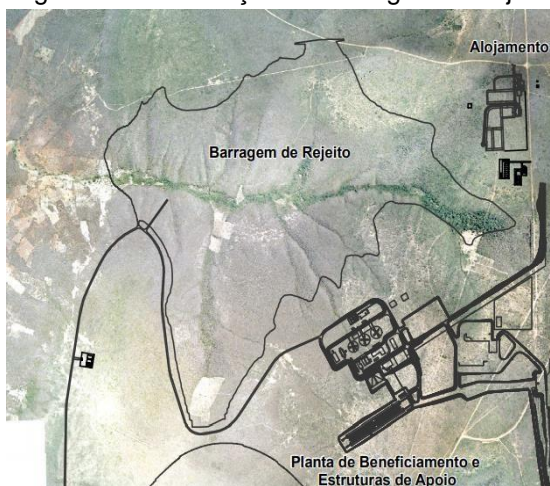 Alojamento
Barragem de Rejeito
Planta de Beneficiamento e
Estruturas de Apoio